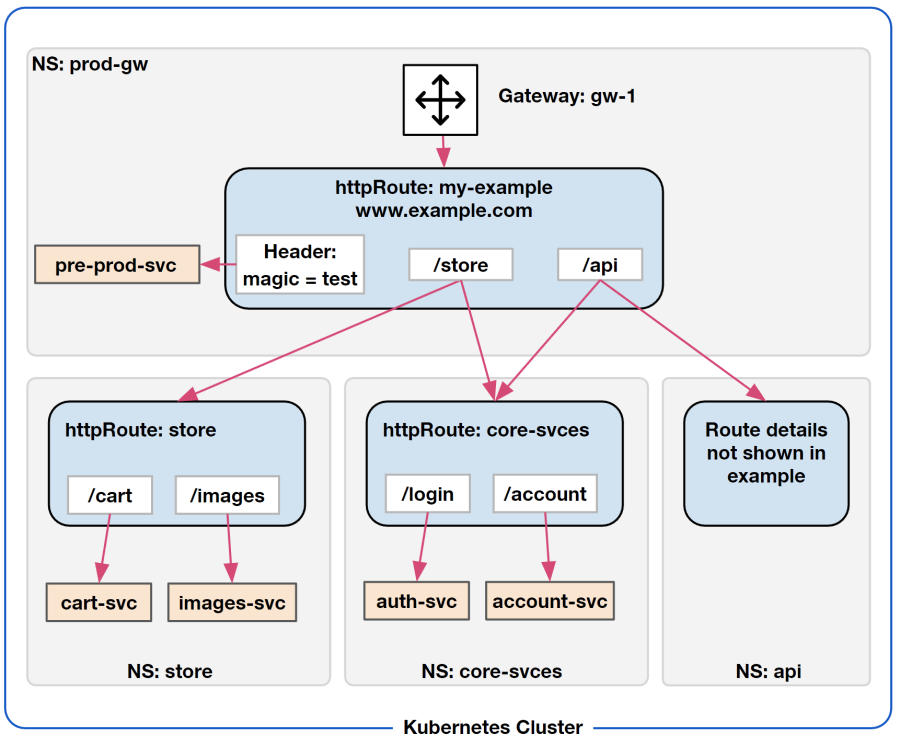 NS: prod-gw
Gateway: gw-1
httpRoute: my-example
www.example.com
Header:
magic = test
/store
/api
pre-prod-svc
httpRoute: store
/cart
/images
cart-svc
images-svc
NS: store
httpRoute: core-svces
/login
/account
auth-svc
account-svc
NS: core-svces
Route details
not shown in
example
NS: api
Kubernetes Cluster